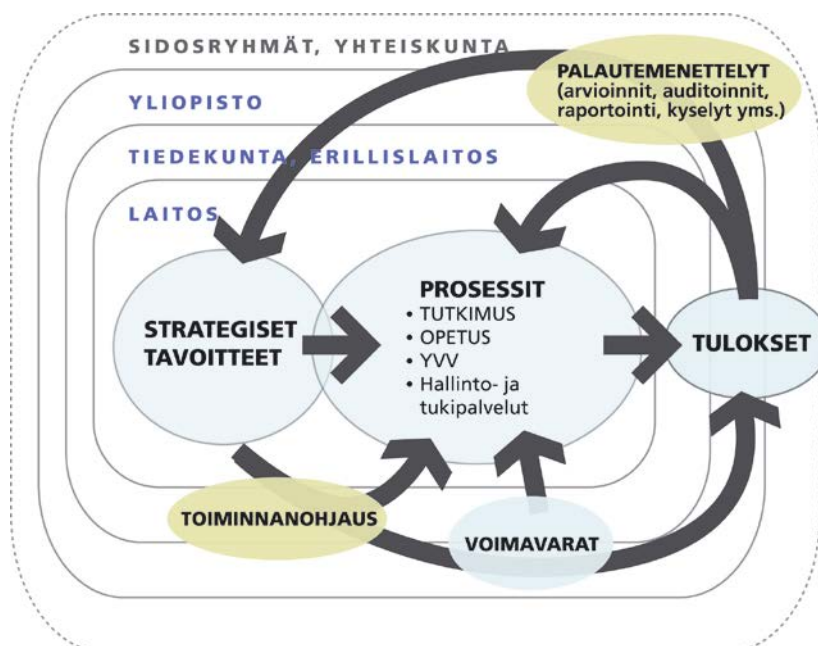 SIDOSRYHMÄT, YHTEISKUNTA
PALAUTEMENETTELYT
(arvioinnit, auditoinnit,
raportointi, kyselyt yms.)
YLIOPISTO
TIEDEKUNTA, ERILLISLAITOS
LAITOS
STRATEGISET
TAVOITTEET
PROSESSIT
• TUTKIMUS
• OPETUS
• YVV
• Hallinto- ja
tukipalvelut
TULOKSET
TOIMINNANOHJAUS
VOIMAVARAT